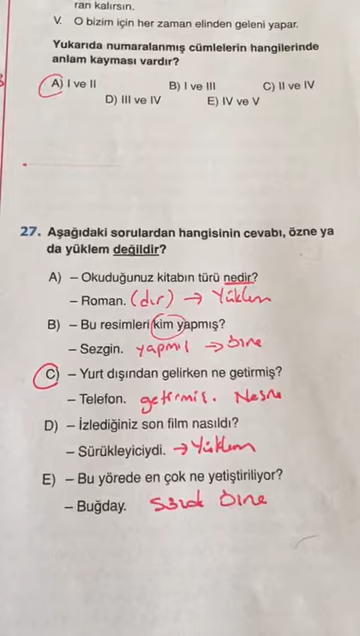 ran kalırsın.
V. O bizim için her zaman elinden geleni yapar.
Yukarıda numaralanmış cümlelerin hangilerinde
anlam kayması vardır?
A) I ve II B) I ve III C) II ve IV
D) III ve IV E) IV ve V
27. Aşağıdaki sorulardan hangisinin cevabı, özne ya
da yüklem değildir?
A) – Okuduğunuz kitabın türü nedir?
– Roman. (dır) → Yüklem
B) – Bu resimleri kim yapmış?
– Sezgin. yapmış → özne
C) – Yurt dışından gelirken ne getirmiş?
– Telefon. getirmiş. Nesne
D) – İzlediğiniz son film nasıldı?
– Sürükleyiciydi. → Yüklem
E) – Bu yörede en çok ne yetiştiriliyor?
– Buğday. özne